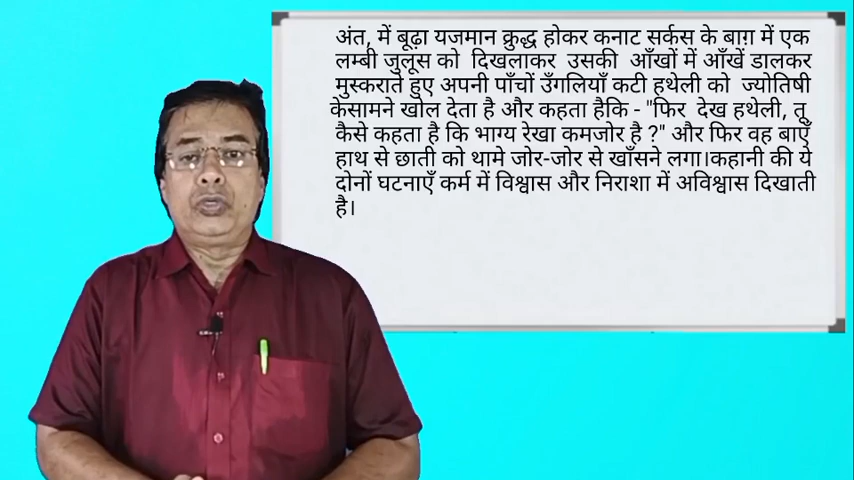 अंत, में बूढ़ा यजमान क्रुद्ध होकर कनाट सर्कस के बाग़ में एक
लम्बी जुलूस को दिखलाकर उसकी आँखों में आँखें डालकर
मुस्कराते हुए अपनी पाँचों उँगलियाँ कटी हथेली को ज्योतिषी
केसामने खोल देता है और कहता हैकि - "फिर देख हथेली, तू
कैसे कहता है कि भाग्य रेखा कमजोर है ?" और फिर वह बाएँ
हाथ से छाती को थामे जोर-जोर से खाँसने लगा।कहानी की ये
दोनों घटनाएँ कर्म में विश्वास और निराशा में अविश्वास दिखाती
है।